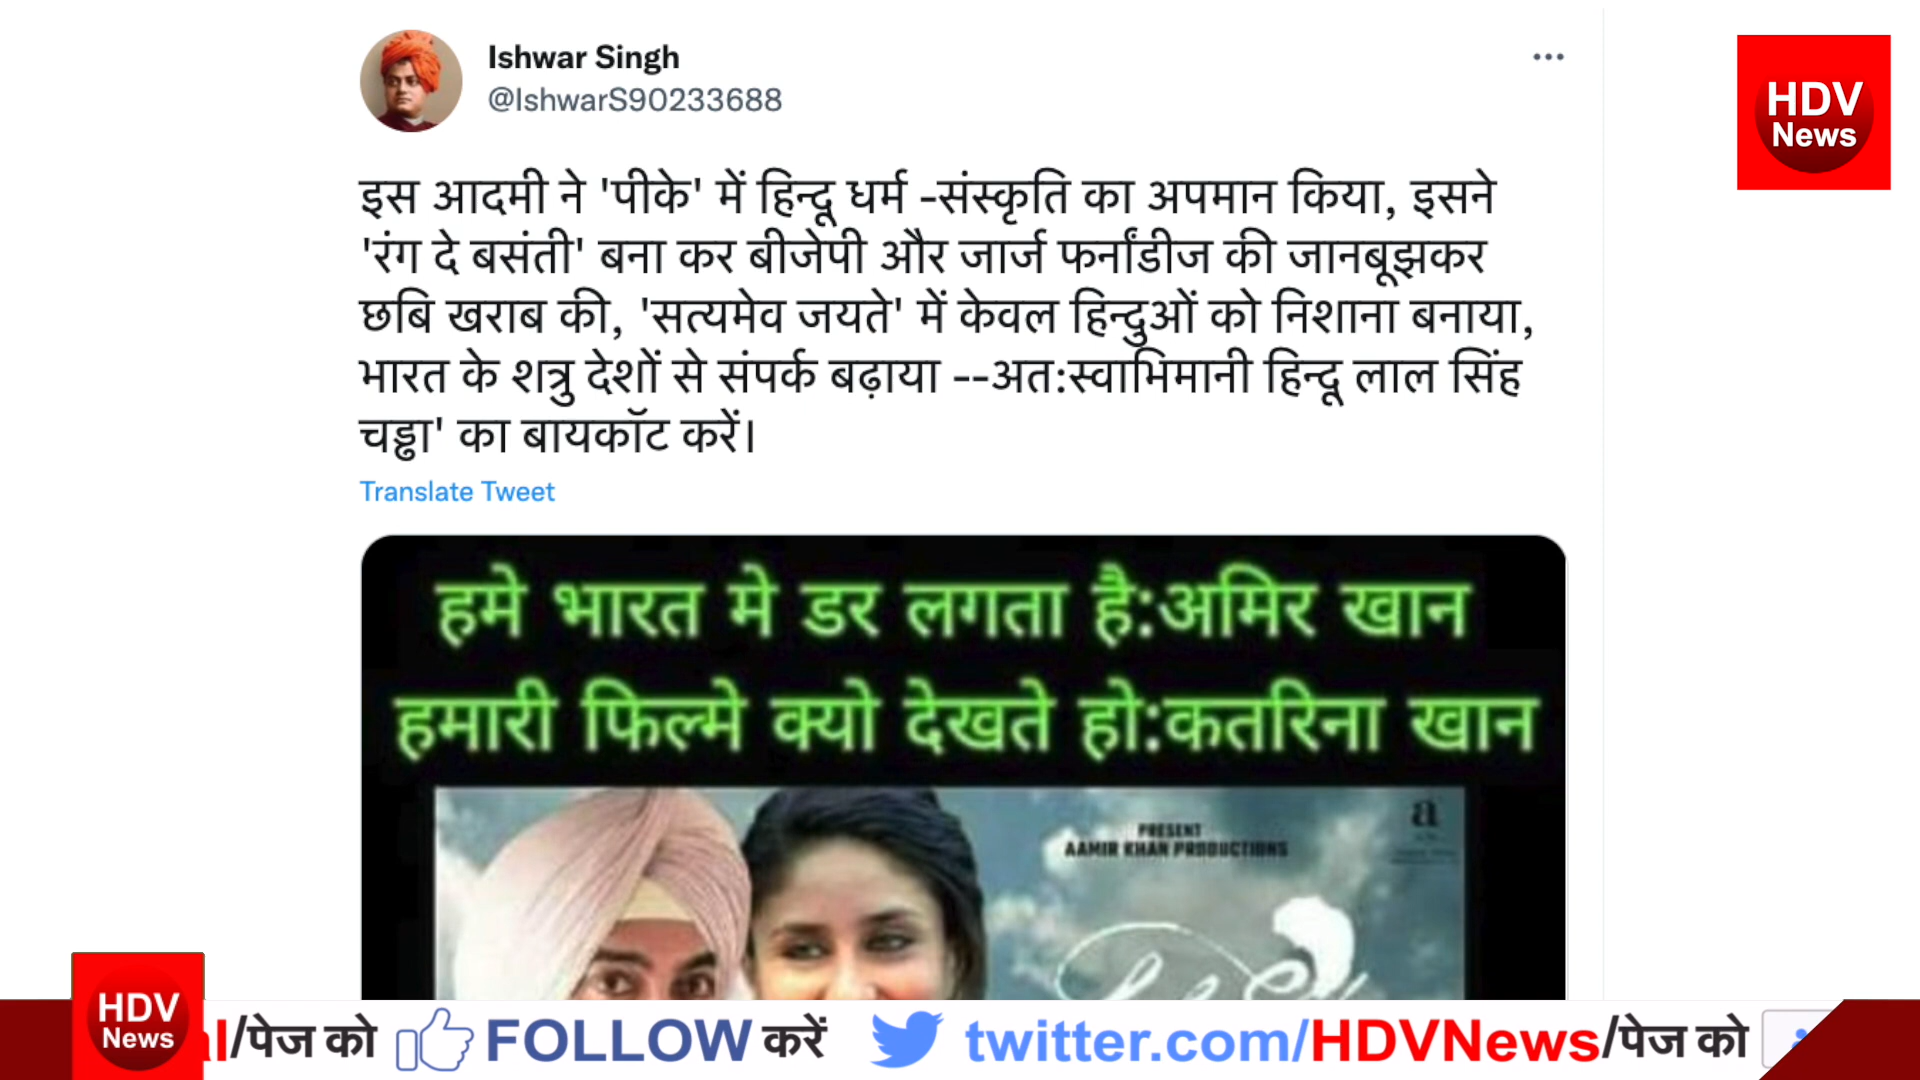 Ishwar Singh
@IshwarS90233688
HDV
News
इस आदमी ने 'पीके' में हिन्दू धर्म -संस्कृति का अपमान किया, इसने
'रंग दे बसंती' बना कर बीजेपी और जार्ज फर्नांडीज की जानबूझकर
छबि खराब की, 'सत्यमेव जयते' में केवल हिन्दुओं को निशाना बनाया,
भारत के शत्रु देशों से संपर्क बढ़ाया --अत:स्वाभिमानी हिन्दू लाल सिंह
चड्ढा' का बायकॉट करें।
Translate Tweet
हमे भारत मे डर लगता है:अमिर खान
हमारी फिल्मे क्यो देखते हो:कतरिना खान
a
PRESENT
AAMIR KHAN PRODUCTIONS
HDV
News
l/पेज को FOLLOW करें twitter.com/HDVNews/पेज को